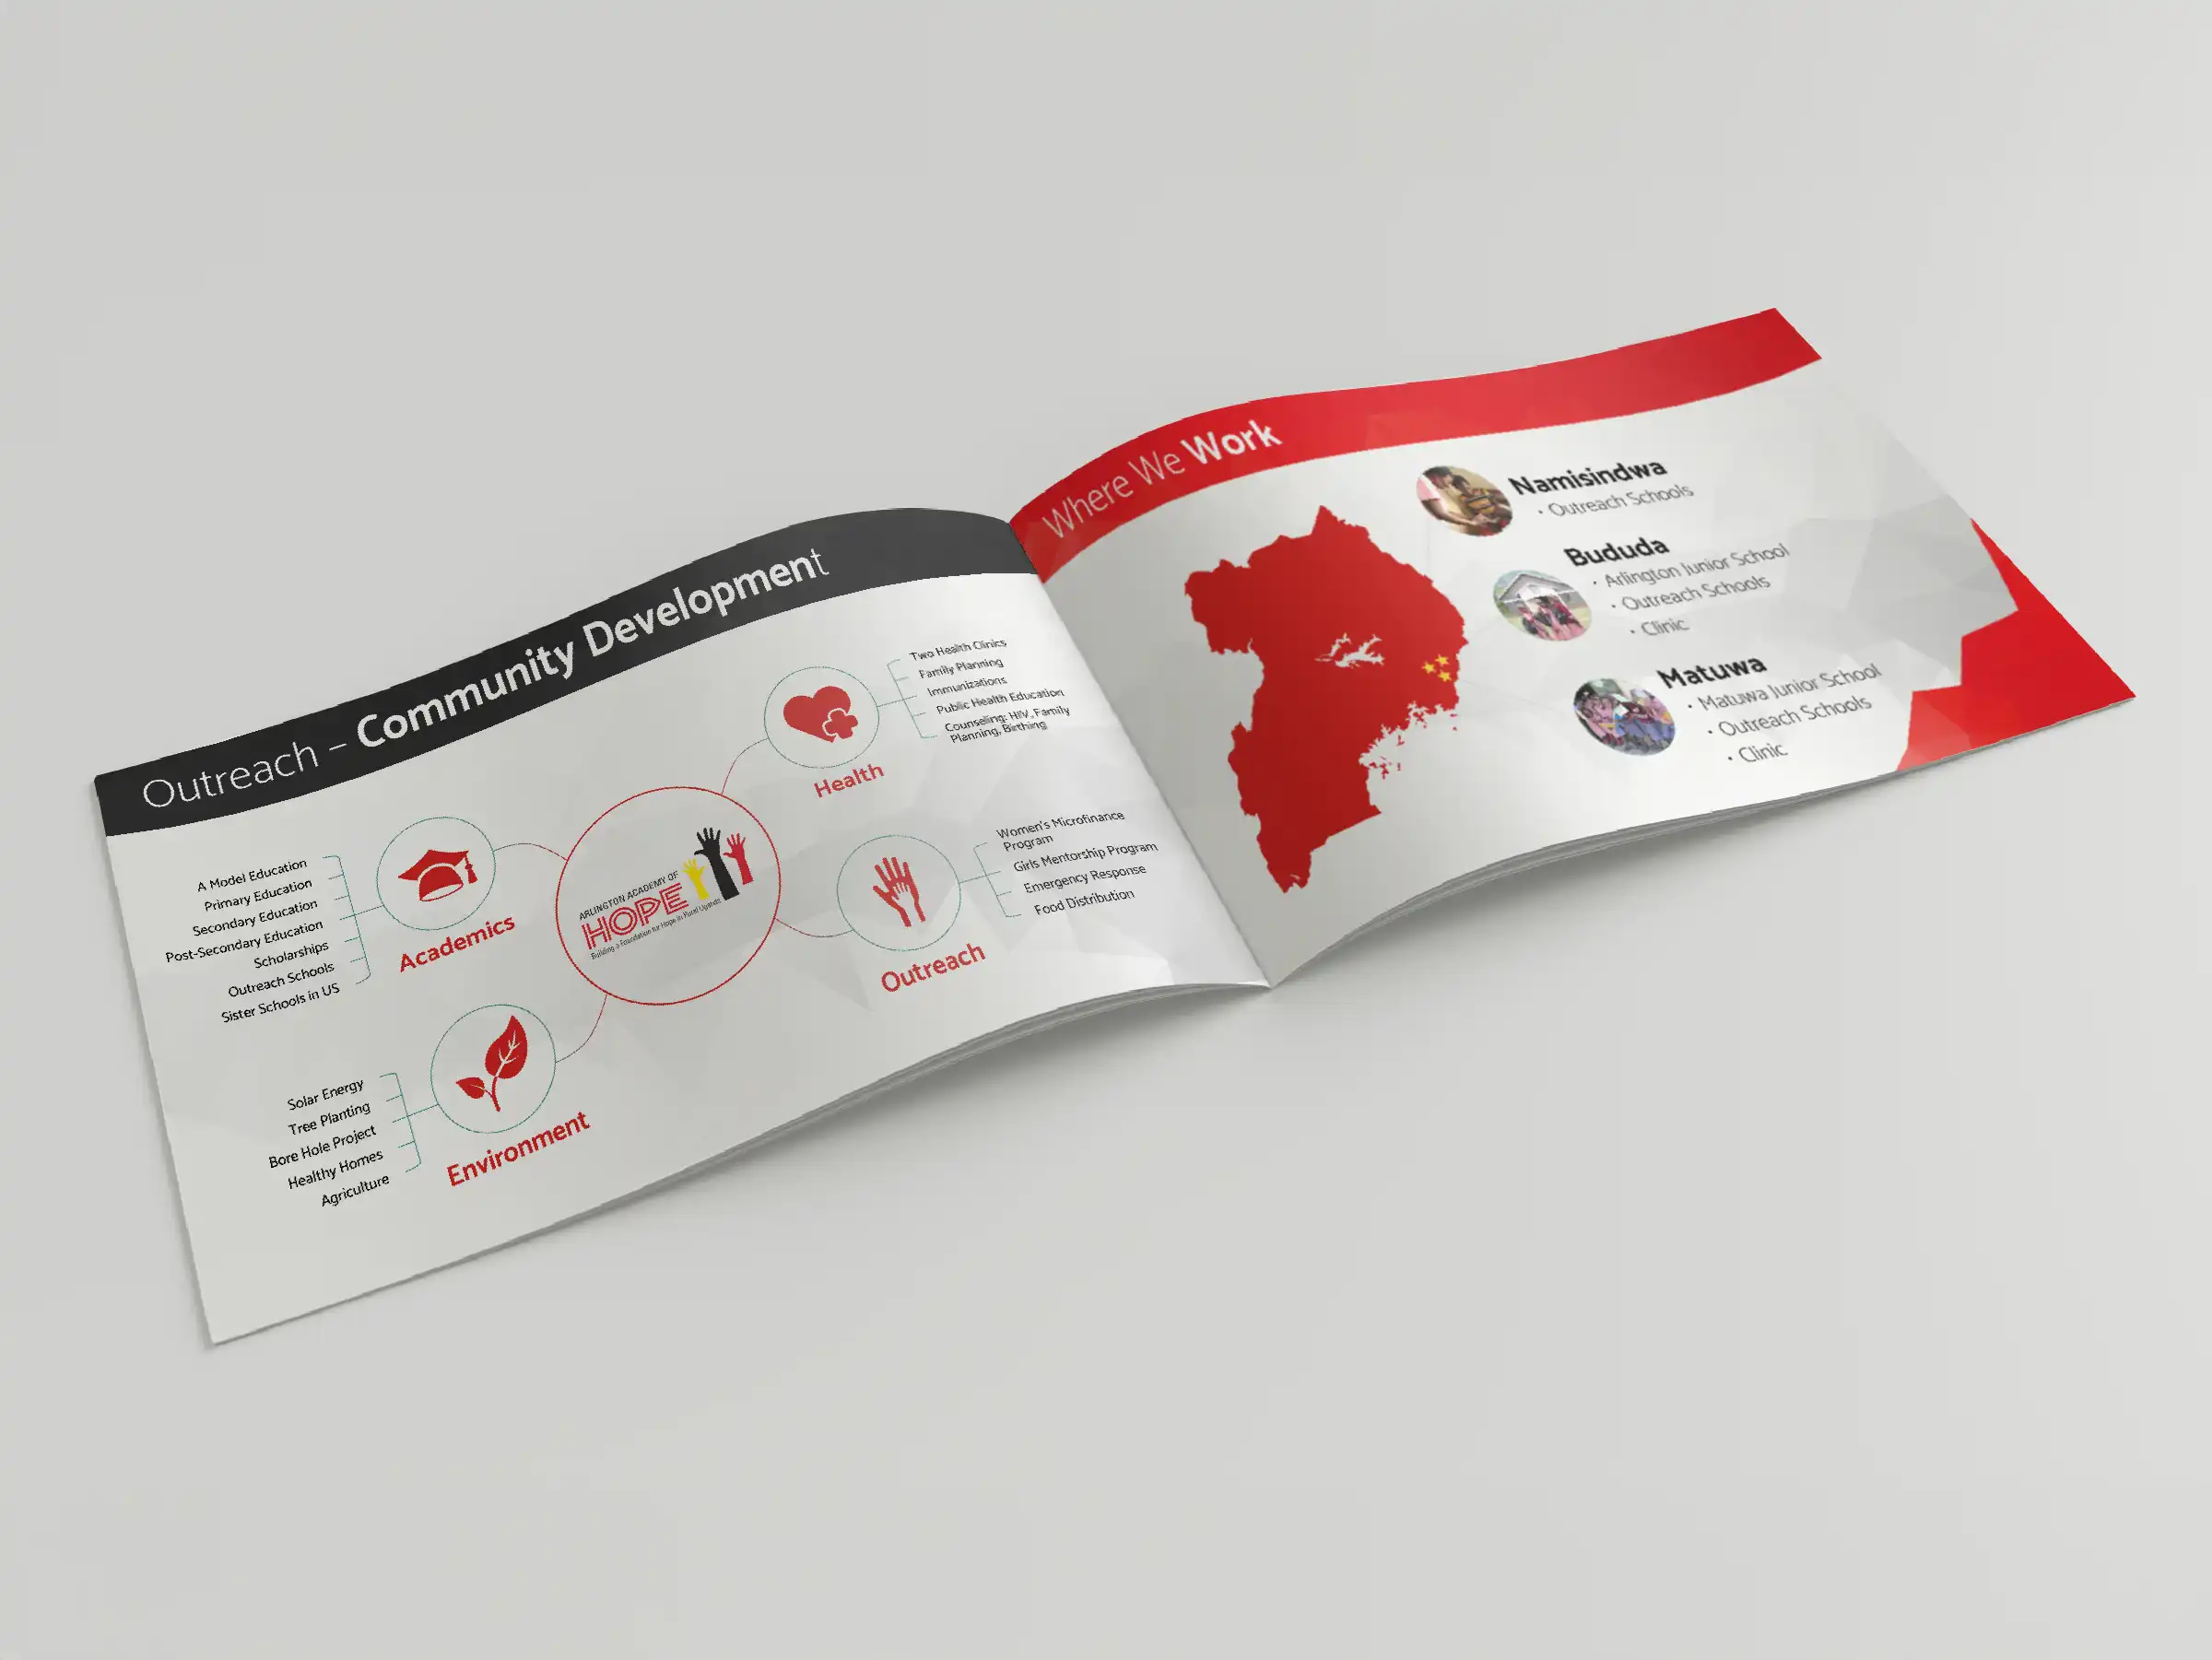 Outreach – Community Development
Two Health Clinics
Family Planning
Immunizations
Public Health Education
Counseling: HIV, Family
Planning, Birthing
Health
A Model Education
Primary Education
Secondary Education
Post-Secondary Education
Scholarships
Outreach Schools
Sister Schools in US
Academics
ARLINGTON ACADEMY OF
HOPE
Building a Foundation for Hope in Rural Uganda
Women's Microfinance
Program
Girls Mentorship Program
Emergency Response
Food Distribution
Outreach
Solar Energy
Tree Planting
Bore Hole Project
Healthy Homes
Agriculture
Environment
Where We Work
Namisindwa
• Outreach Schools
Bududa
• Arlington Junior School
• Outreach Schools
• Clinic
Matuwa
• Matuwa Junior School
• Outreach Schools
• Clinic